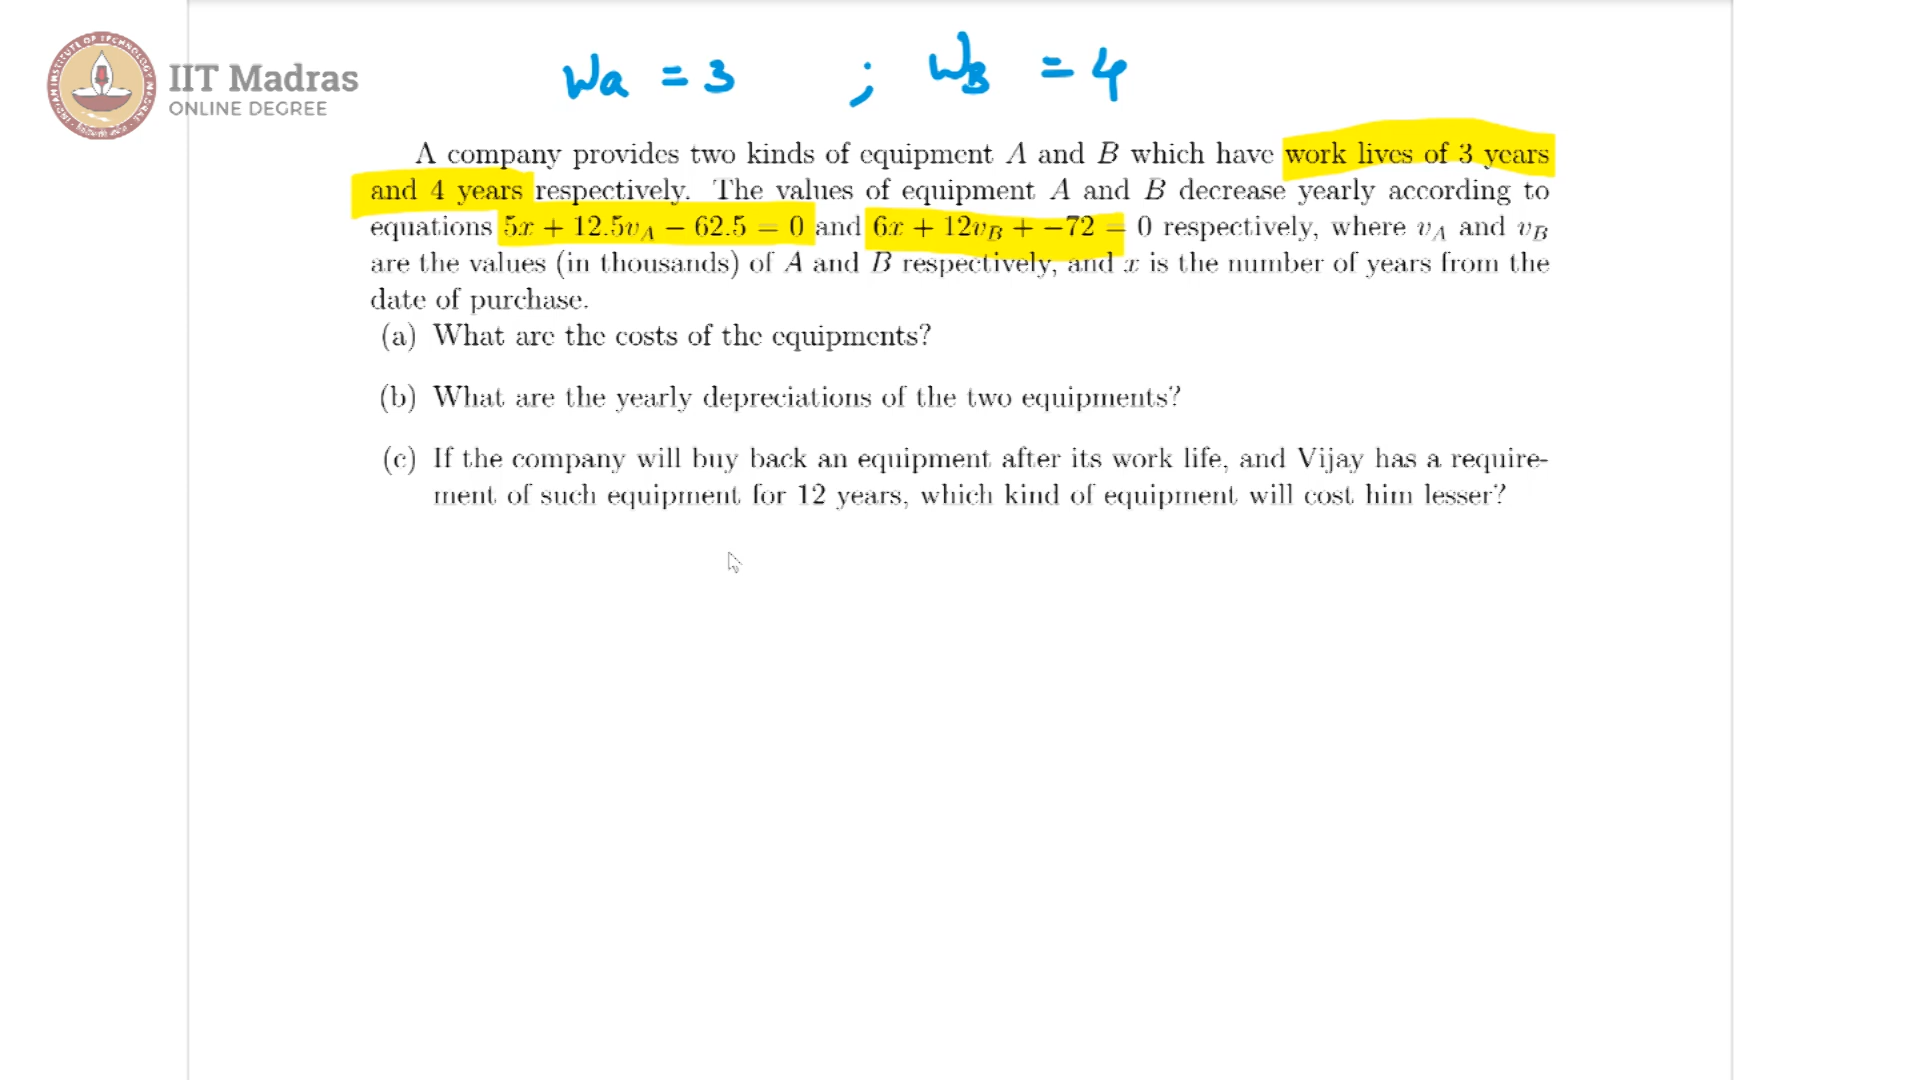 IIT Madras
ONLINE DEGREE
Wa = 3 ; WB = 4
A company provides two kinds of equipment A and B which have work lives of 3 years
and 4 years respectively. The values of equipment A and B decrease yearly according to
equations 5x + 12.5v_A − 62.5 = 0 and 6x + 12v_B + −72 = 0 respectively, where v_A and v_B
are the values (in thousands) of A and B respectively, and x is the number of years from the
date of purchase.
(a) What are the costs of the equipments?
(b) What are the yearly depreciations of the two equipments?
(c) If the company will buy back an equipment after its work life, and Vijay has a require-
ment of such equipment for 12 years, which kind of equipment will cost him lesser?